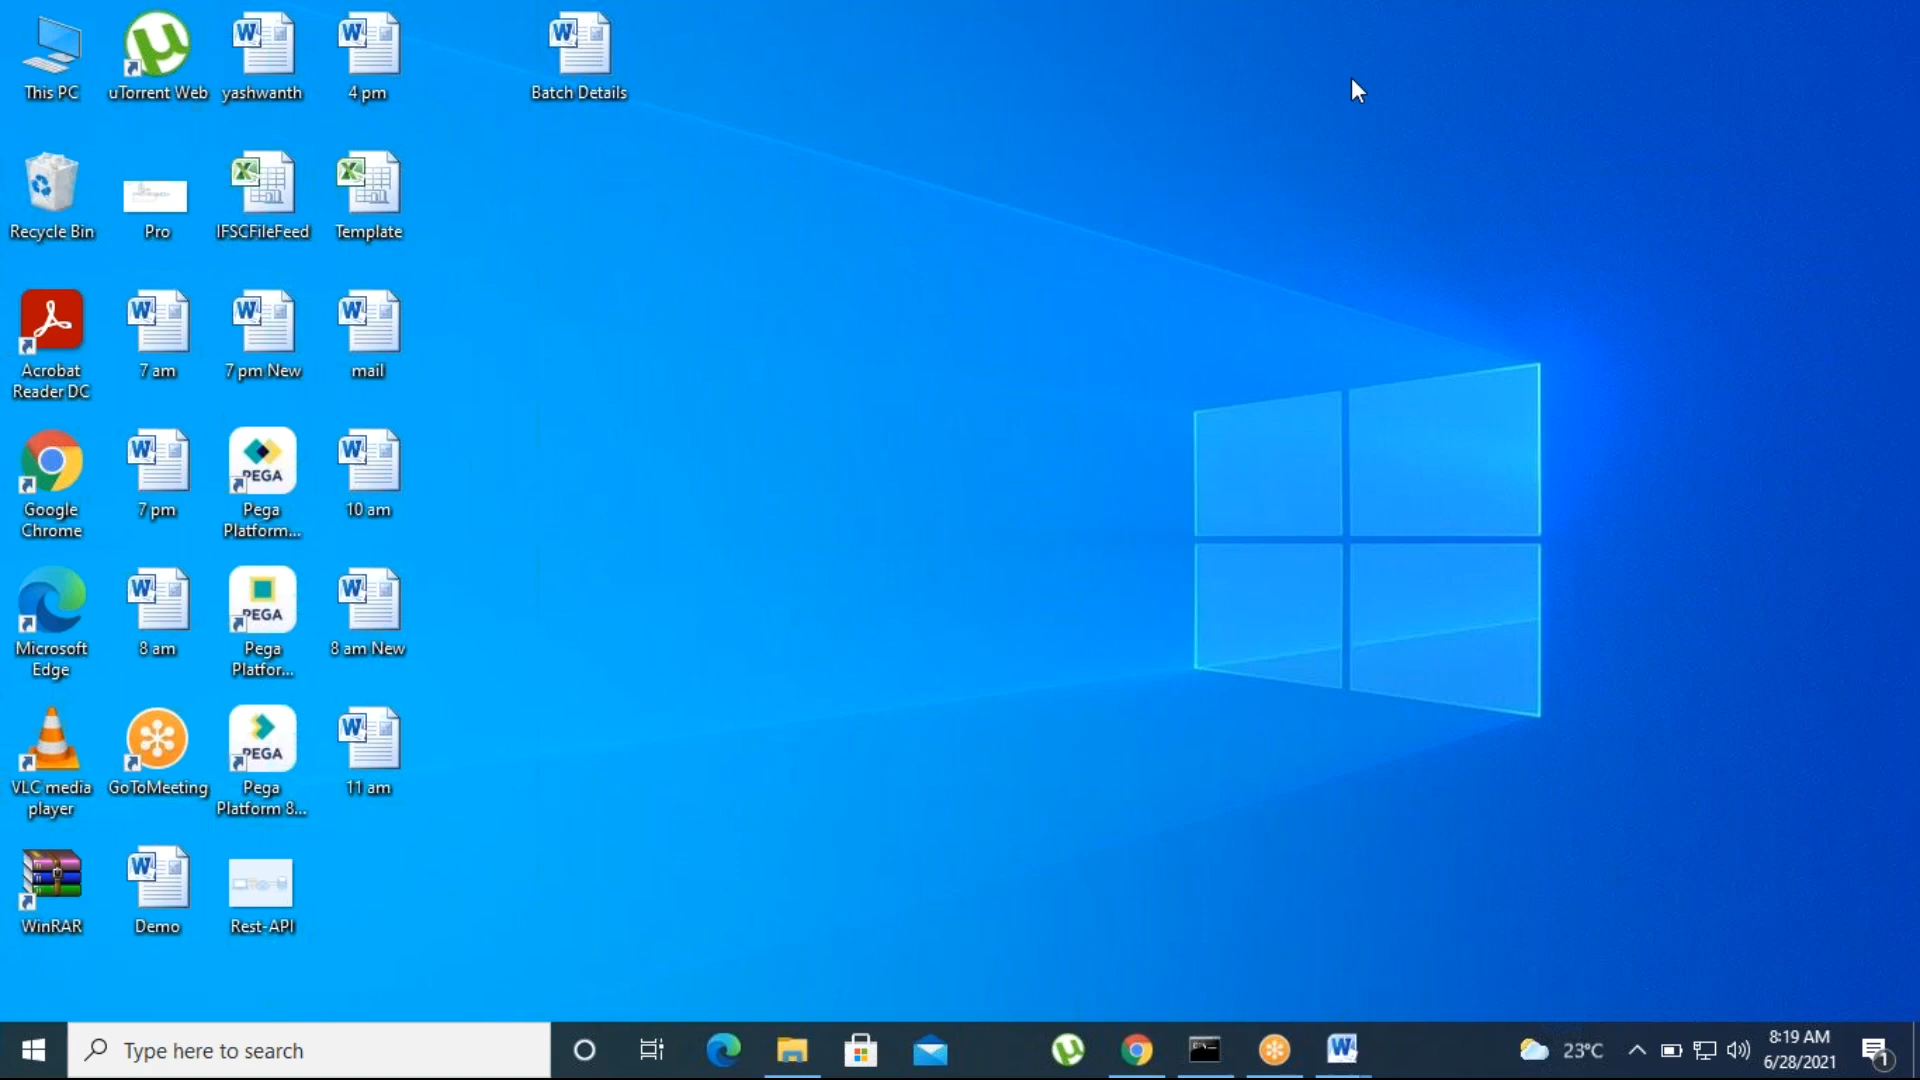 This PC
uTorrent Web
yashwanth
4 pm
Batch Details
Recycle Bin
Pro
IFSCFileFeed
Template
Acrobat
Reader DC
7 am
7 pm New
mail
Google
Chrome
7 pm
PEGA
Pega
Platform...
10 am
Microsoft
Edge
8 am
PEGA
Pega
Platfor...
8 am New
VLC media
player
GoToMeeting
PEGA
Pega
Platform 8...
11 am
WinRAR
Demo
Rest-API
Type here to search
23°C
8:19 AM
6/28/2021
1